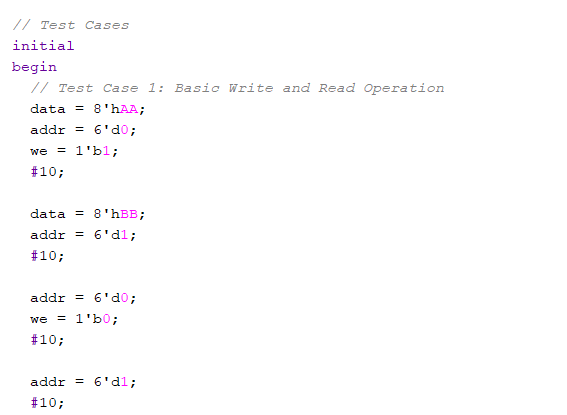 // Test Cases
initial
begin
// Test Case 1: Basic Write and Read Operation
data = 8'hAA;
addr = 6'd0;
we = 1'b1;
#10;
data = 8'hBB;
addr = 6'd1;
#10;
addr = 6'd0;
we = 1'b0;
#10;
addr = 6'd1;
#10;